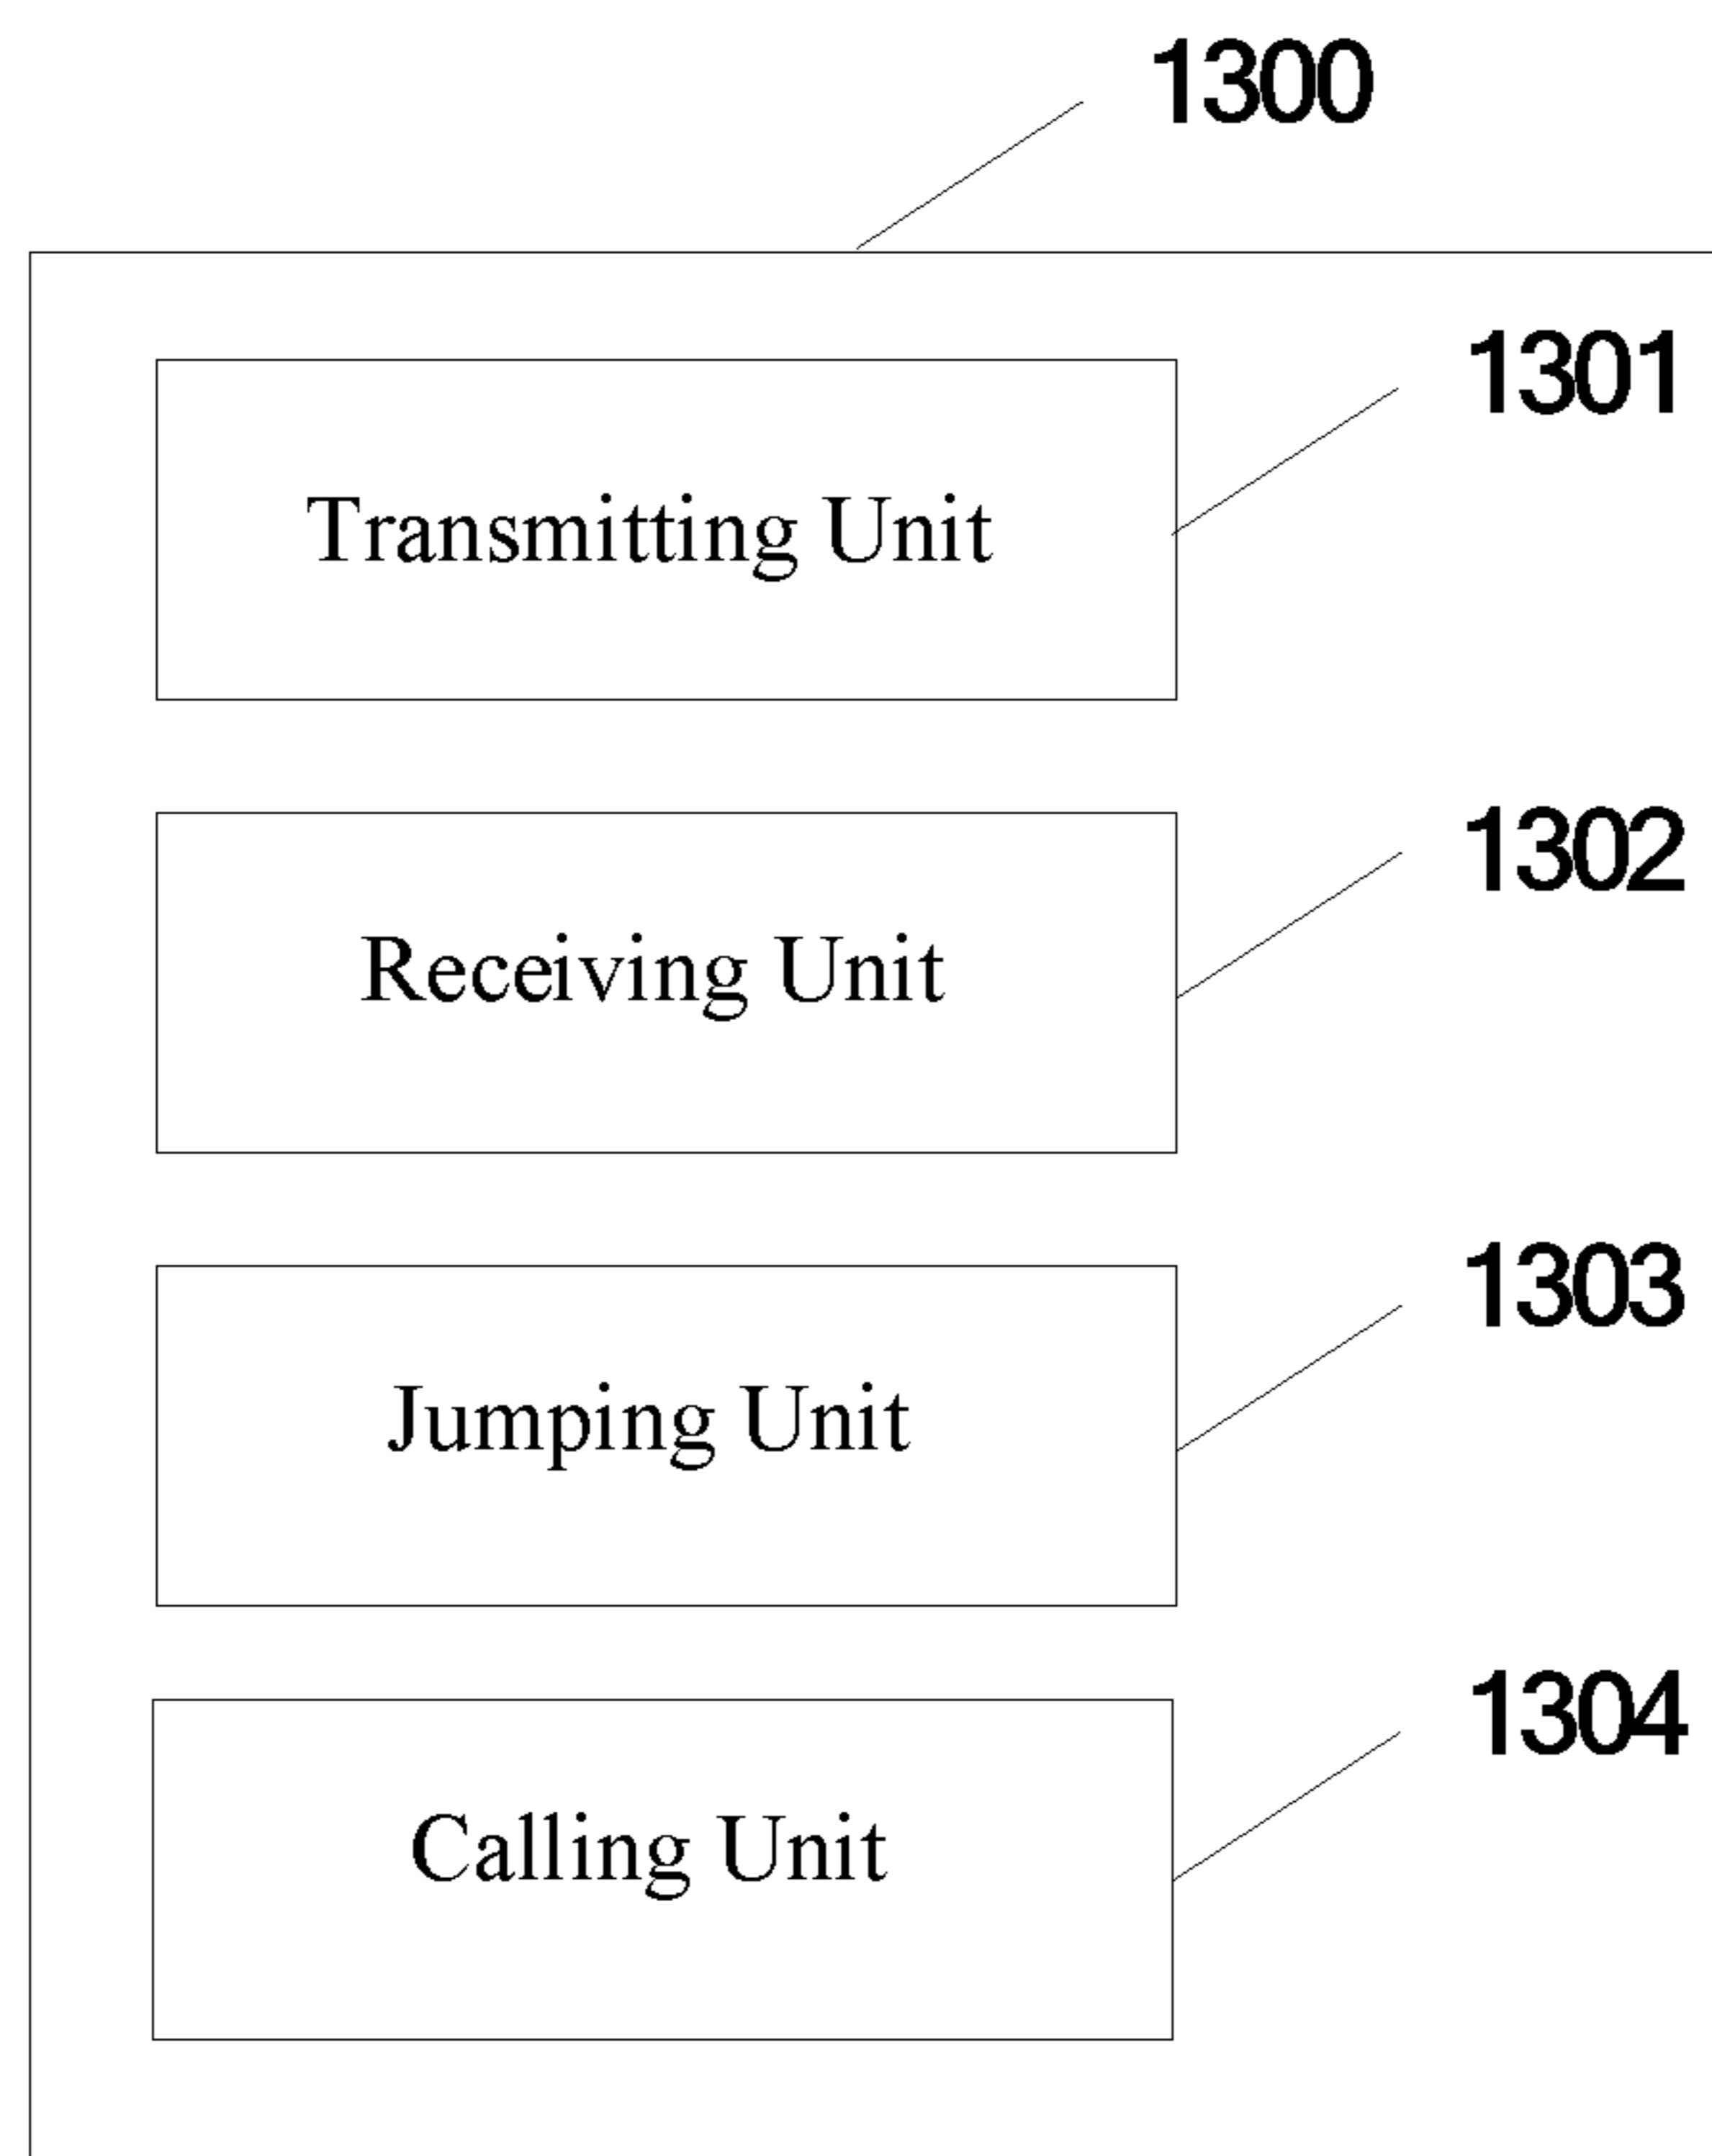 1300
1301
Transmitting Unit
1302
Receiving Unit
1303
Jumping Unit
1304
Calling Unit